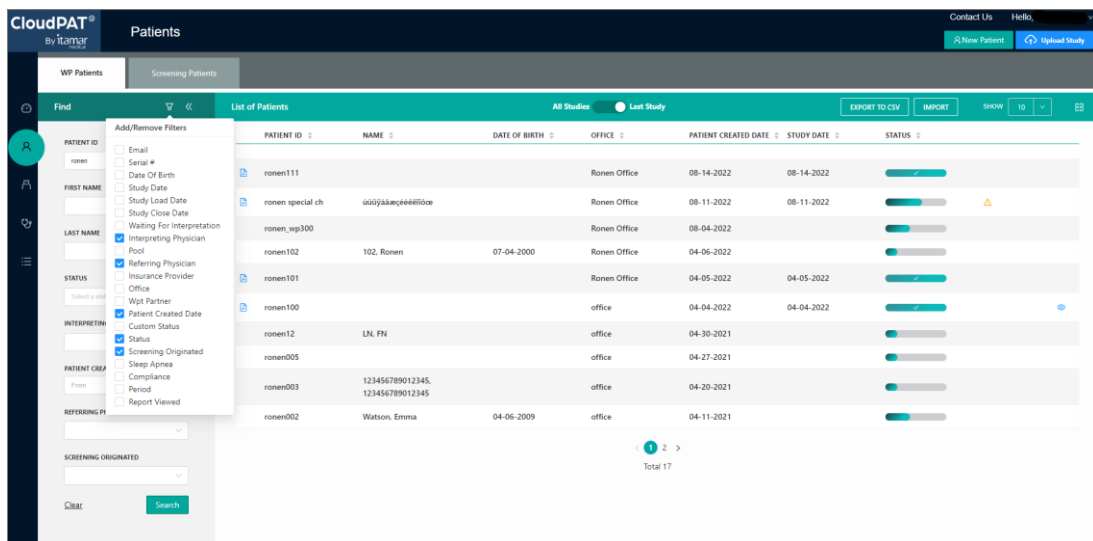 CloudPAT®
By itamar
medical
Patients
Contact Us Hello,
New Patient Upload Study
WP Patients Screening Patients
Find
List of Patients All Studies Last Study EXPORT TO CSV IMPORT SHOW 10
Add/Remove Filters
Email
Serial #
Date Of Birth
Study Date
Study Load Date
Study Close Date
Waiting For Interpretation
Interpreting Physician
Pool
Referring Physician
Insurance Provider
Office
Wpt Partner
Patient Created Date
Custom Status
Status
Screening Originated
Sleep Apnea
Compliance
Period
Report Viewed
PATIENT ID
ronen
FIRST NAME
LAST NAME
STATUS
Select a
INTERPRETIN
PATIENT CREA
From
REFERRING PH
SCREENING ORIGINATED
Clear Search
PATIENT ID NAME DATE OF BIRTH OFFICE PATIENT CREATED DATE STUDY DATE STATUS
ronen111 Ronen Office 08-14-2022 08-14-2022
ronen special ch Ronen Office 08-11-2022 08-11-2022
ronen_wp300 Ronen Office 08-04-2022
ronen102 102, Ronen 07-04-2000 Ronen Office 04-06-2022
ronen101 Ronen Office 04-05-2022 04-05-2022
ronen100 office 04-04-2022 04-04-2022
ronen12 LN, FN office 04-30-2021
ronen005 office 04-27-2021
ronen003 123456789012345, 123456789012345 office 04-20-2021
ronen002 Watson, Emma 04-06-2009 office 04-11-2021
< 1 2 >
Total 17